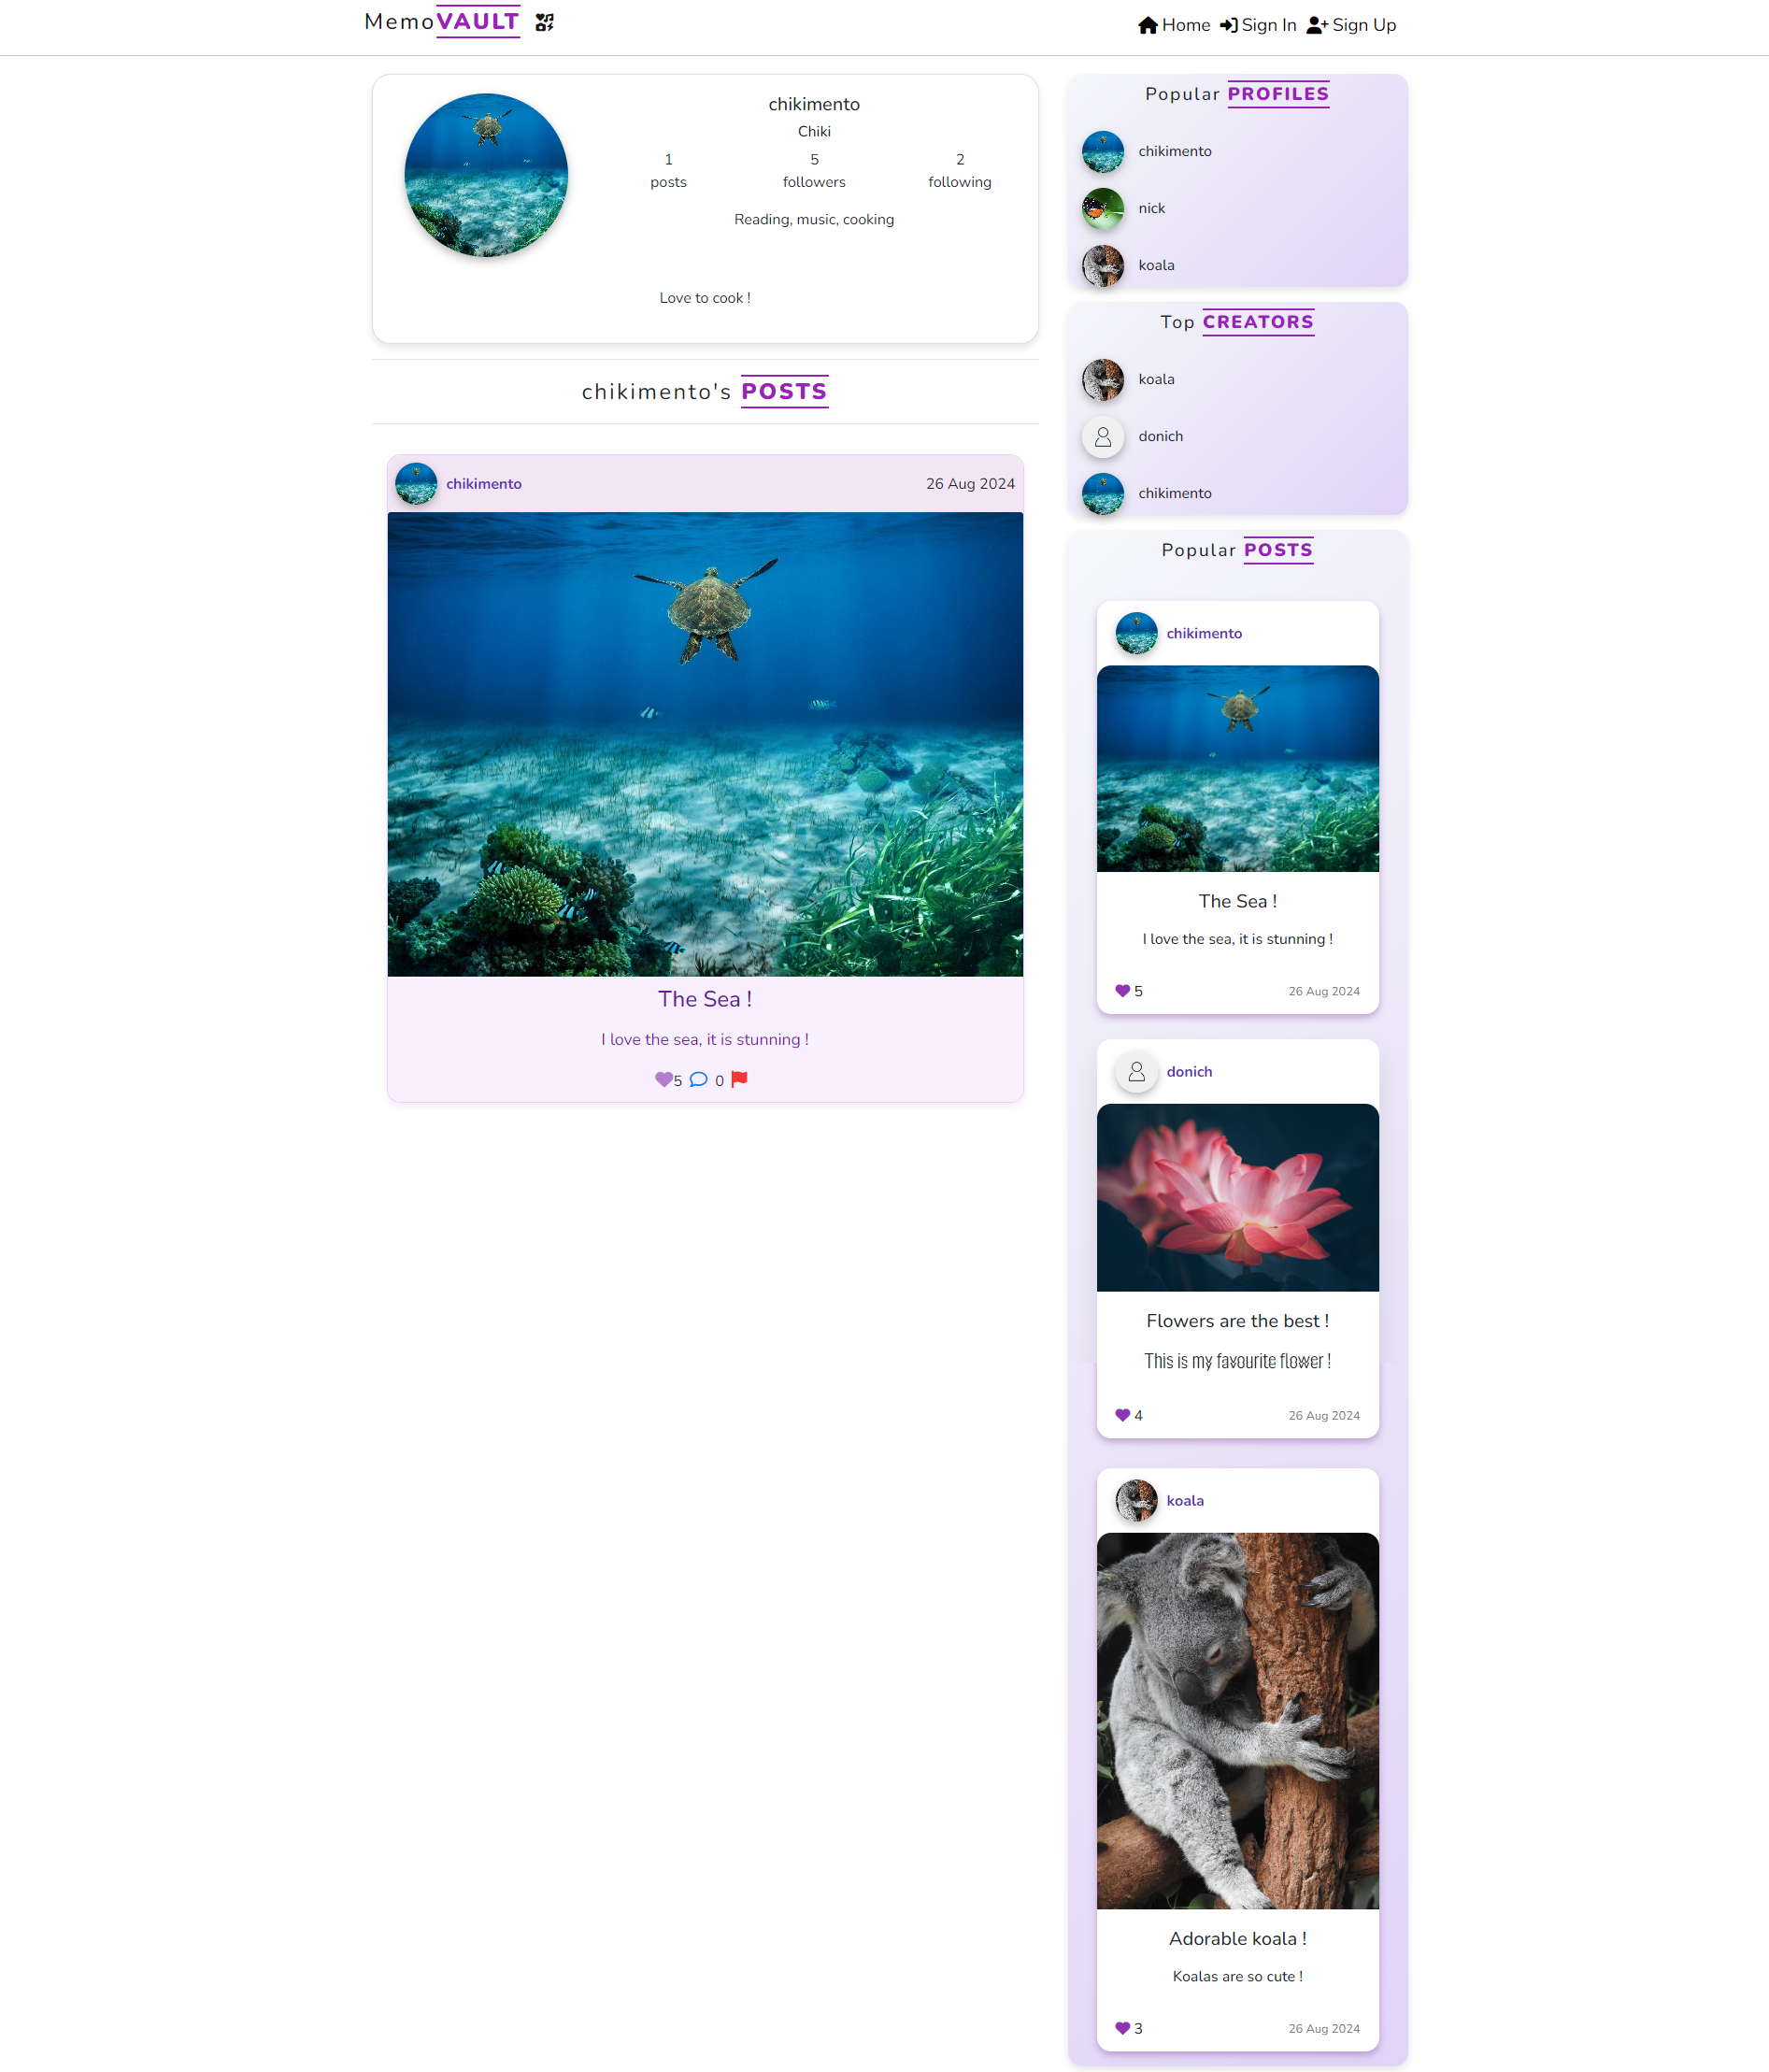 MemoVAULT
Home Sign In Sign Up
chikimento
Chiki
1 5 2
posts followers following
Reading, music, cooking
Love to cook !
chikimento's POSTS
chikimento 26 Aug 2024
The Sea !
I love the sea, it is stunning !
5 0
Popular PROFILES
chikimento
nick
koala
Top CREATORS
koala
donich
chikimento
Popular POSTS
chikimento
The Sea !
I love the sea, it is stunning !
5 26 Aug 2024
donich
Flowers are the best !
This is my favourite flower !
4 26 Aug 2024
koala
Adorable koala !
Koalas are so cute !
3 26 Aug 2024